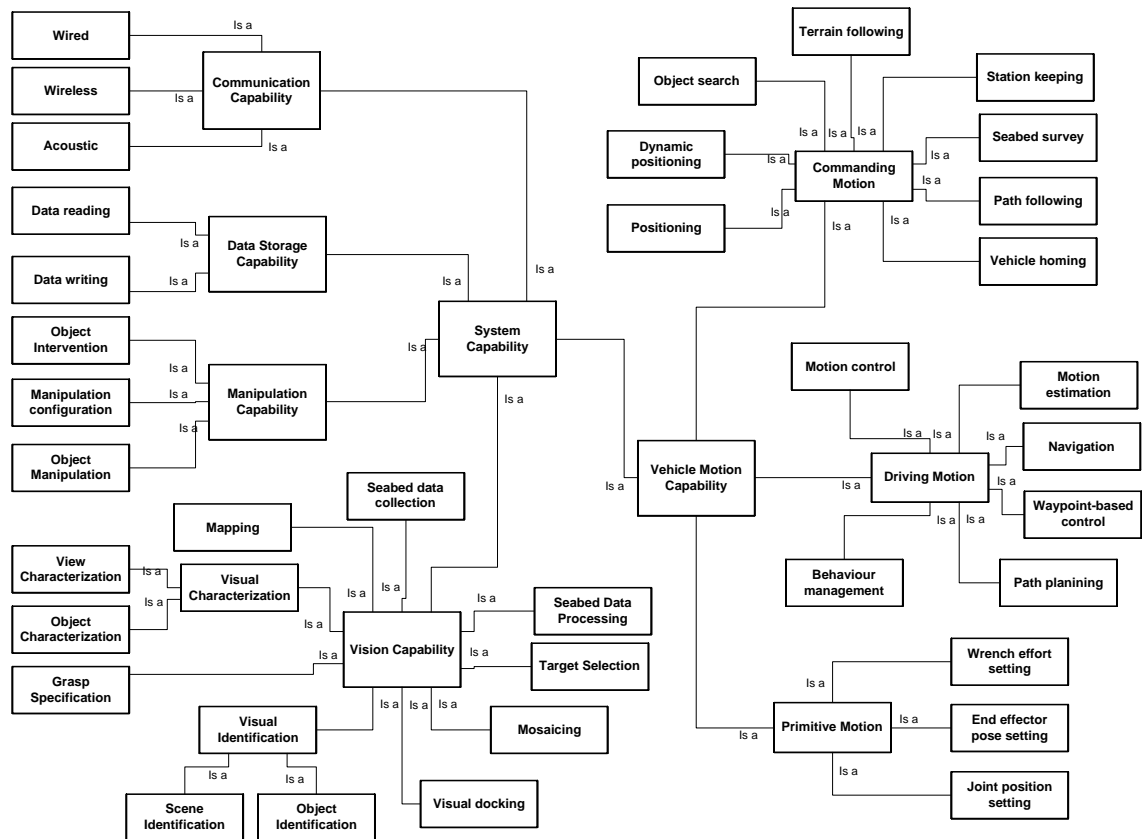 Wired
Is a
Wireless
Is a
Communication
Capability
Acoustic
Is a
Data reading
Is a
Data Storage
Capability
Data writing
Is a
Object
Intervention
Is a
Manipulation
configuration
Is a
Manipulation
Capability
Is a
Object
Manipulation
Is a
Is a
Is a
System
Capability
Is a
Is a
Terrain following
Object search
Station keeping
Is a
Is a
Is a
Is a
Dynamic
positioning
Is a
Commanding
Motion
Seabed survey
Is a
Positioning
Is a
Is a
Path following
Is a
Is a
Vehicle homing
Is a
Vehicle Motion
Capability
Motion control
Is a
Is a
Motion
estimation
Is a
Navigation
Is a
Driving Motion
Is a
Waypoint-based
control
Is a
Is a
Behaviour
management
Path planining
Seabed data
collection
Mapping
Is a
Is a
View
Characterization
Is a
Visual
Characterization
Is a
Object
Characterization
Is a
Is a
Vision Capability
Is a
Seabed Data
Processing
Is a
Target Selection
Grasp
Specification
Is a
Is a
Is a
Is a
Mosaicing
Visual
Identification
Is a
Is a
Visual docking
Scene
Identification
Object
Identification
Wrench effort
setting
Is a
Is a
Primitive Motion
Is a
End effector
pose setting
Is a
Joint position
setting